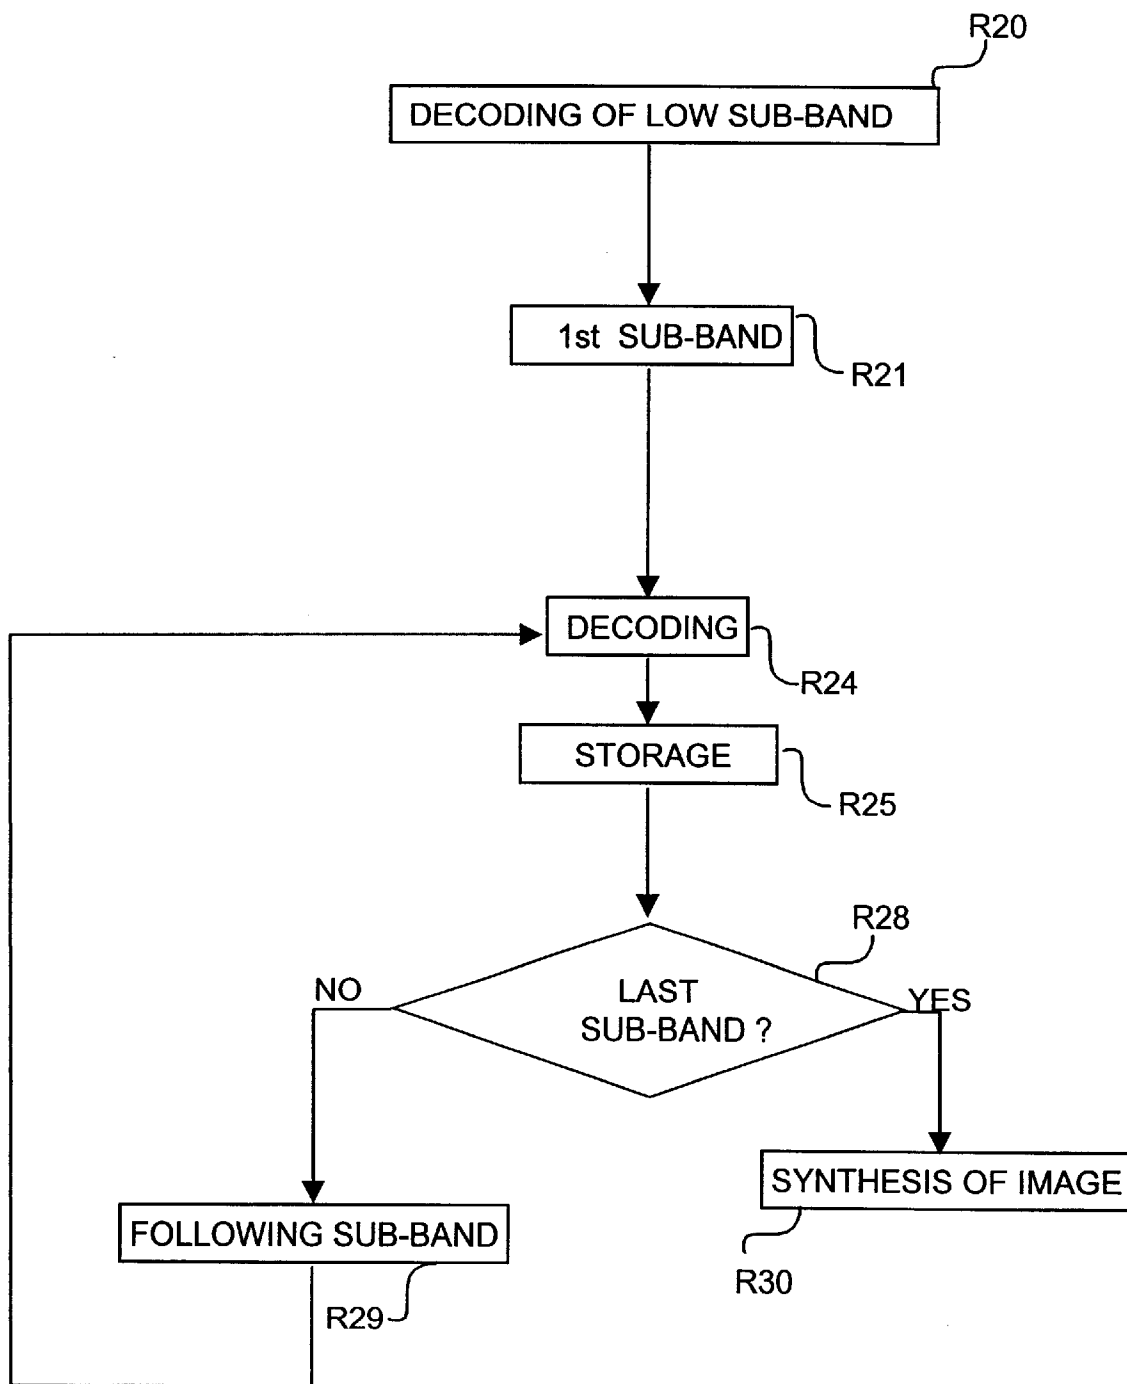 R20
DECODING OF LOW SUB-BAND
1st SUB-BAND
R21
DECODING
R24
STORAGE
R25
R28
NO
LAST
SUB-BAND ?
YES
SYNTHESIS OF IMAGE
FOLLOWING SUB-BAND
R30
R29